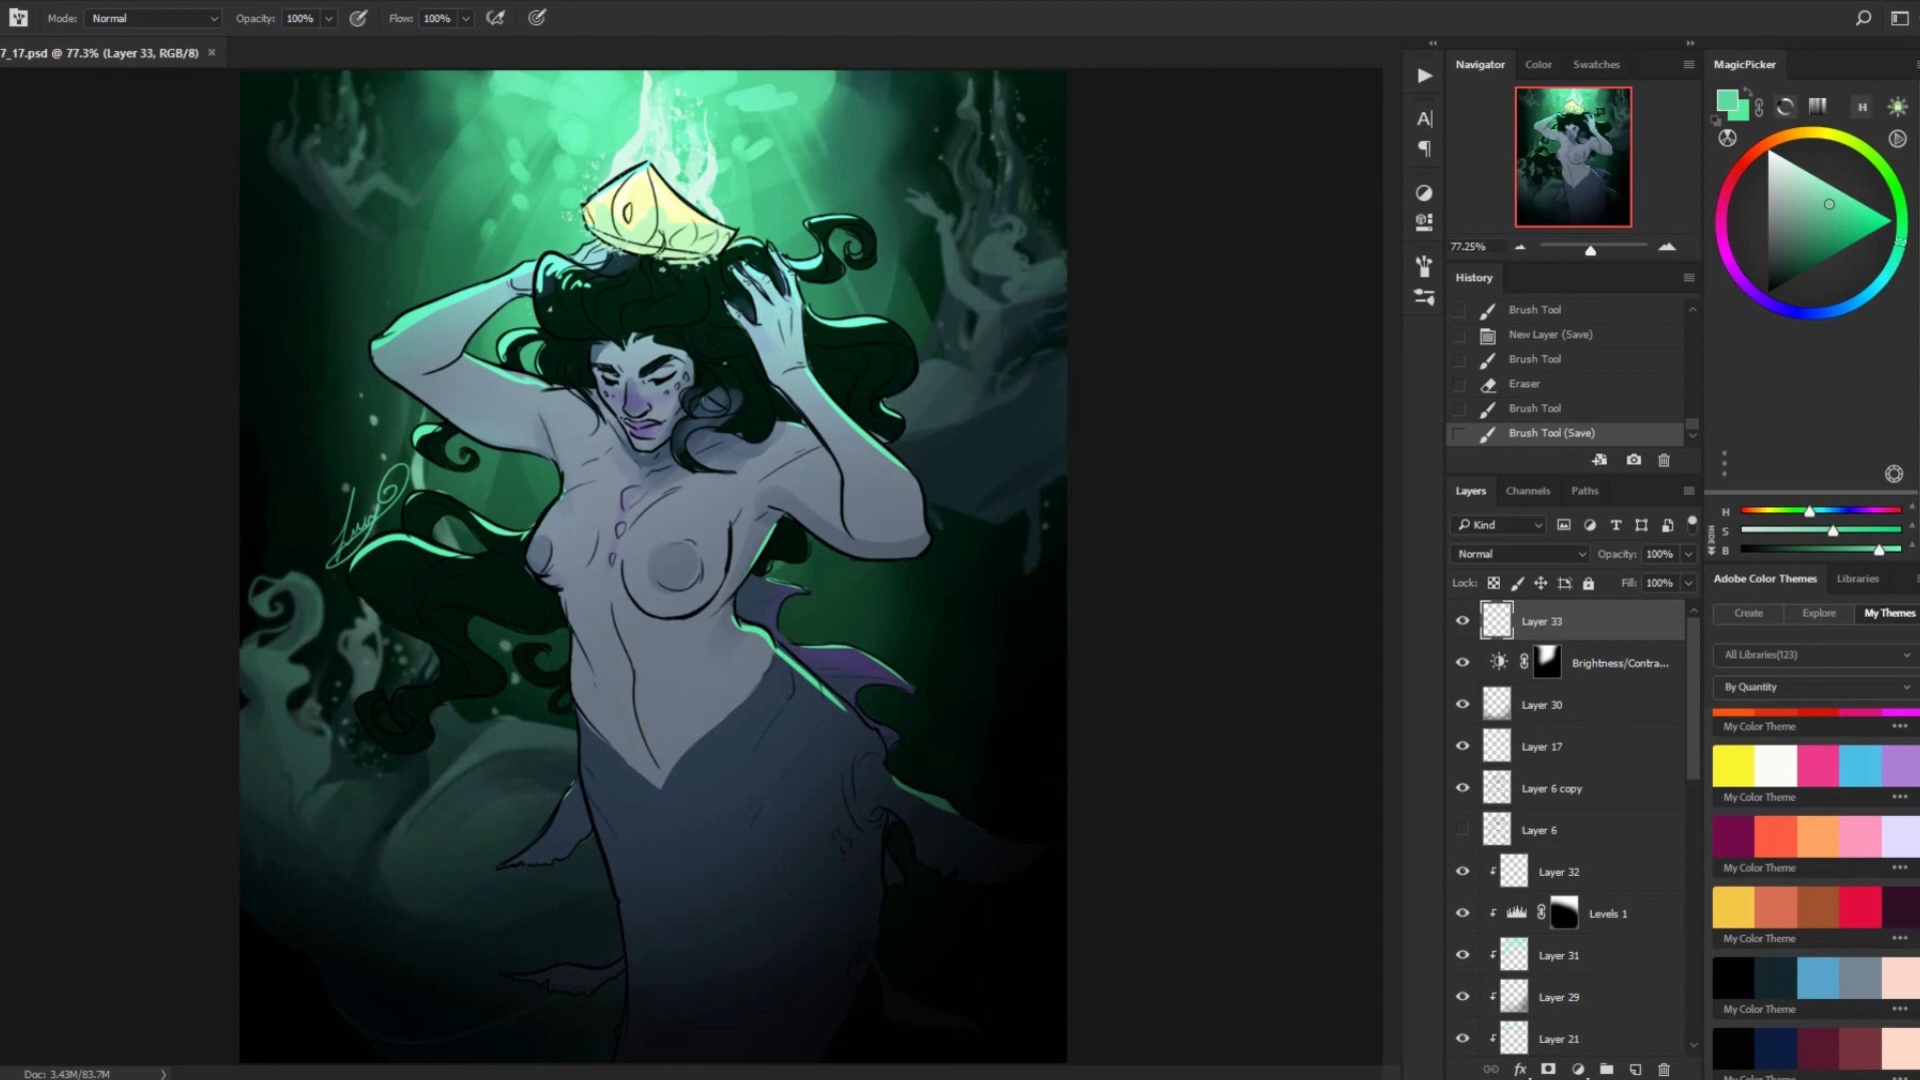 Mode: Normal Opacity: 100% Flow: 100%
7_17.psd @ 77.3% (Layer 33, RGB/8) ×
Navigator Color Swatches
77.25%
History
Brush Tool
New Layer (Save)
Brush Tool
Eraser
Brush Tool
Brush Tool (Save)
Layers Channels Paths
Kind
Normal Opacity: 100%
Lock: Fill: 100%
Layer 33
Brightness/Contra...
Layer 30
Layer 17
Layer 6 copy
Layer 6
Layer 32
Levels 1
Layer 31
Layer 29
Layer 21
fx
MagicPicker
H
H
S
B
HIDE
Adobe Color Themes Libraries
Create Explore My Themes
All Libraries(123)
By Quantity
My Color Theme
My Color Theme
My Color Theme
My Color Theme
My Color Theme
Doc: 3.43M/83.7M